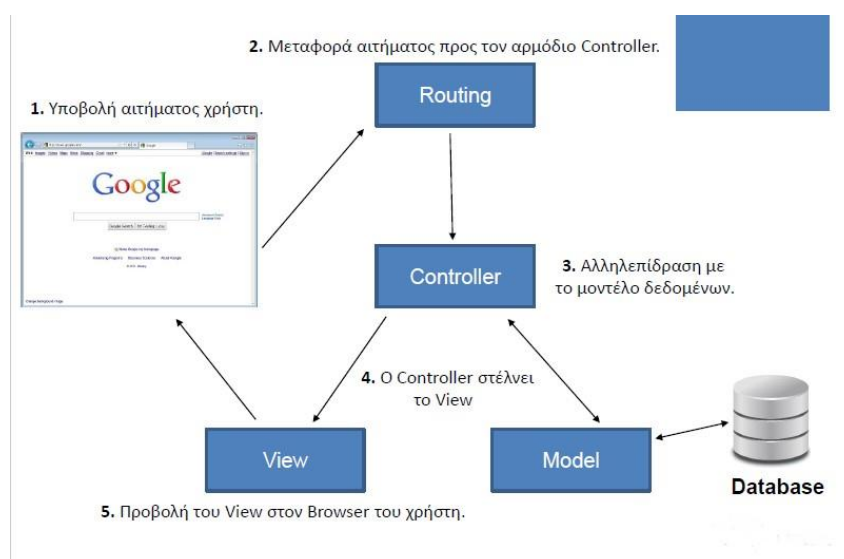 2. Μεταφορά αιτήματος προς τον αρμόδιο Controller.
Routing
1. Υποβολή αιτήματος χρήστη.
Google
Controller
3. Αλληλεπίδραση με
το μοντέλο δεδομένων.
4. Ο Controller στέλνει
το View
View
Model
Database
5. Προβολή του View στον Browser του χρήστη.